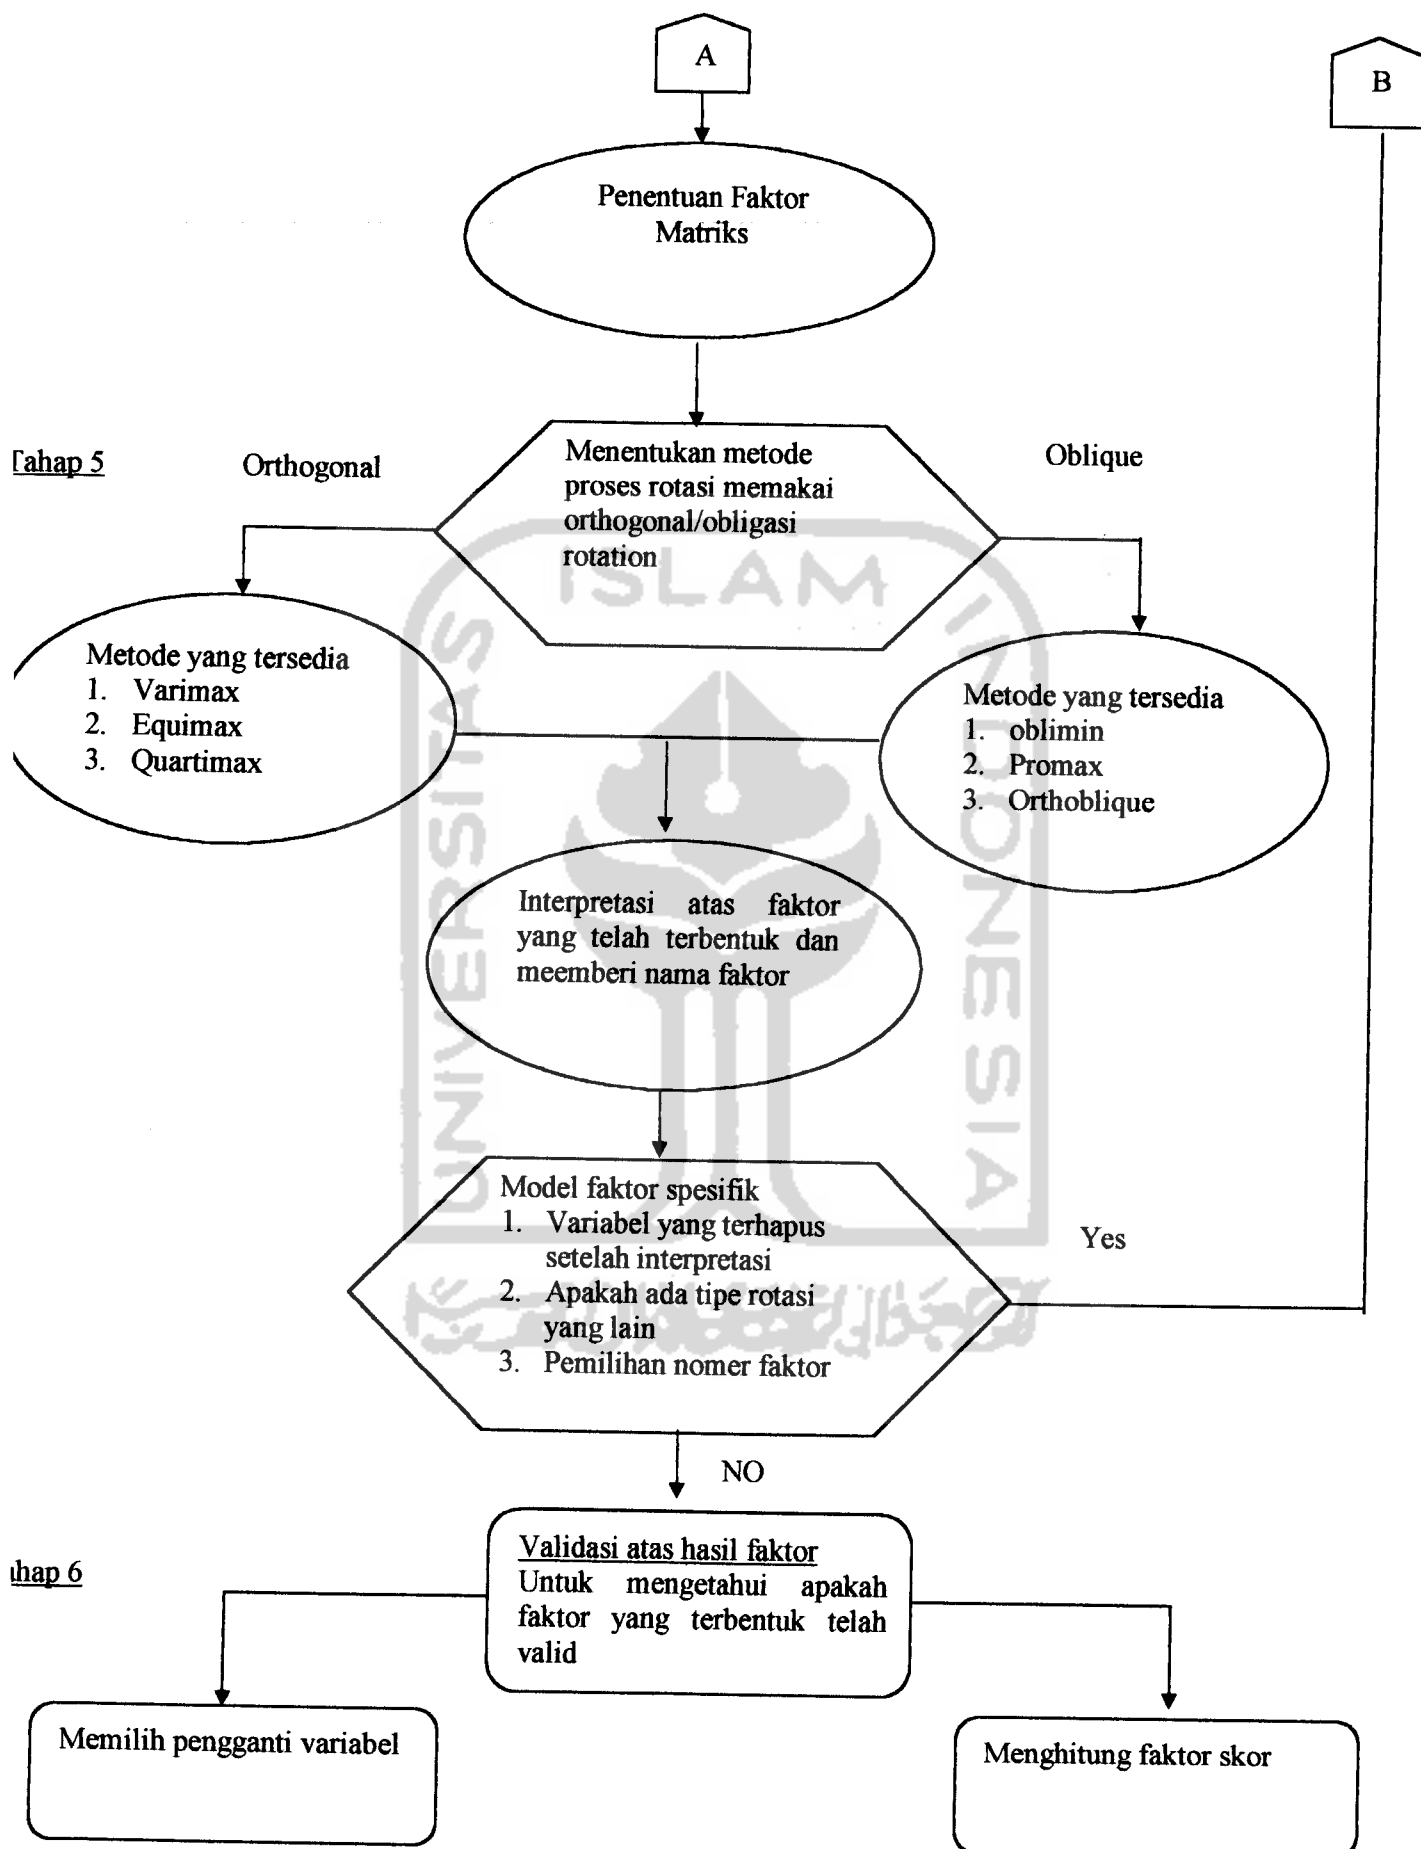 A
B
Penentuan Faktor
Matriks
Tahap 5
Orthogonal
Menentukan metode
proses rotasi memakai
orthogonal/obligasi
rotation
Oblique
Metode yang tersedia
1. Varimax
2. Equimax
3. Quartimax
Metode yang tersedia
1. oblimin
2. Promax
3. Orthoblique
Interpretasi atas faktor
yang telah terbentuk dan
meemberi nama faktor
Model faktor spesifik
1. Variabel yang terhapus
setelah interpretasi
2. Apakah ada tipe rotasi
yang lain
3. Pemilihan nomer faktor
Yes
NO
ahap 6
Validasi atas hasil faktor
Untuk mengetahui apakah
faktor yang terbentuk telah
valid
Memilih pengganti variabel
Menghitung faktor skor
UNIVERSITAS
ISLAM
INDONESIA